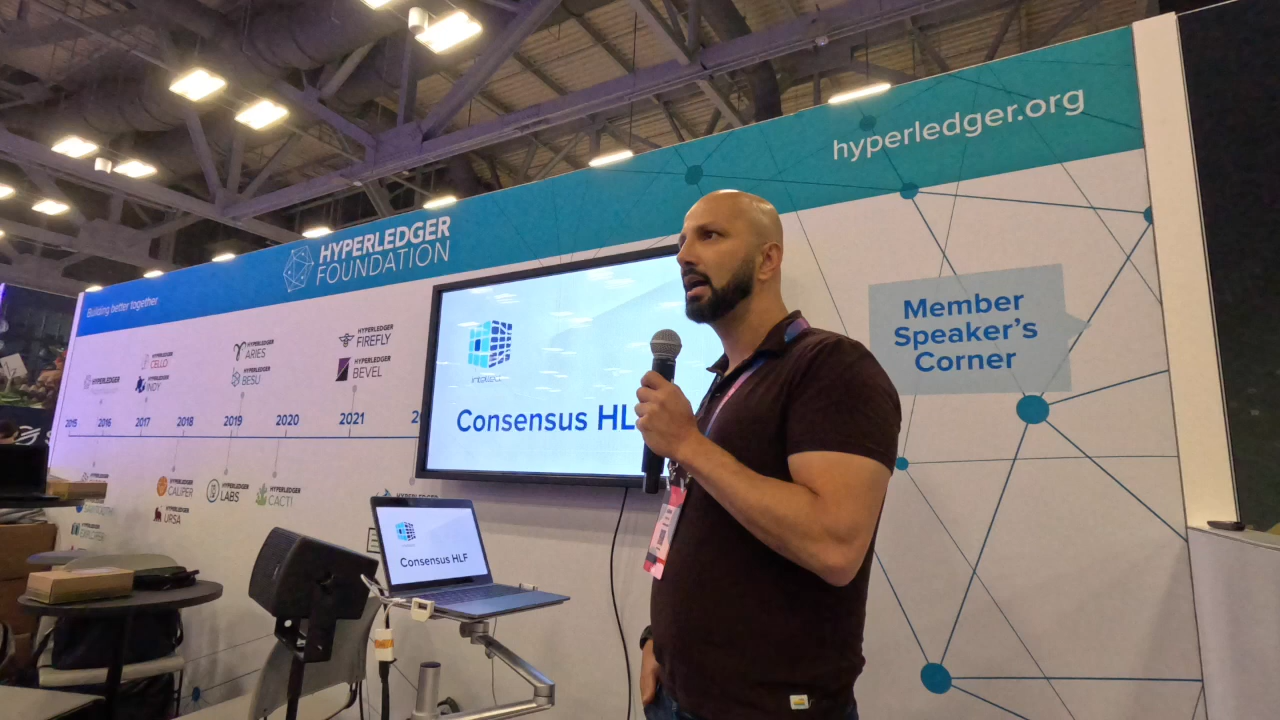 hyperledger.org
HYPERLEDGER
FOUNDATION
Building better together
Member
Speaker's
Corner
HYPERLEDGER
CELLO
HYPERLEDGER
INDY
HYPERLEDGER
ARIES
HYPERLEDGER
BESU
HYPERLEDGER
FIREFLY
HYPERLEDGER
BEVEL
HYPERLEDGER
2015 2016 2017 2018 2019 2020 2021
HYPERLEDGER
CALIPER
HYPERLEDGER
URSA
HYPERLEDGER
LABS
HYPERLEDGER
CACTI
HYPERLEDGER
Consensus HL
Consensus HLF